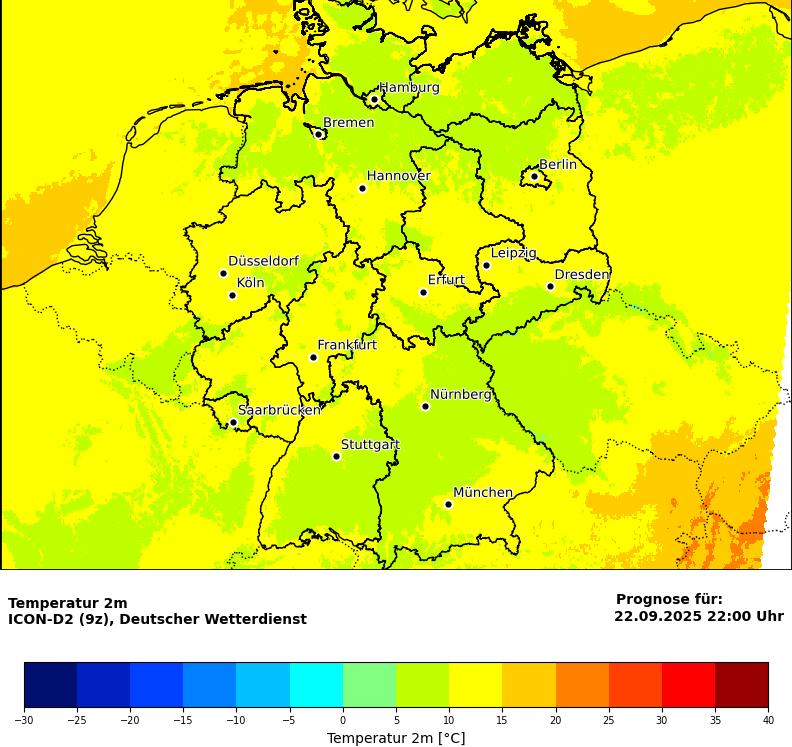 Hamburg
Bremen
Berlin
Hannover
Leipzig
Düsseldorf
Dresden
Köln
Erfurt
Frankfurt
Nürnberg
Saarbrücken
Stuttgart
München
Temperatur 2m
ICON-D2 (9z), Deutscher Wetterdienst
Prognose für:
22.09.2025 22:00 Uhr
−30 −25 −20 −15 −10 −5 0 5 10 15 20 25 30 35 40
Temperatur 2m [°C]